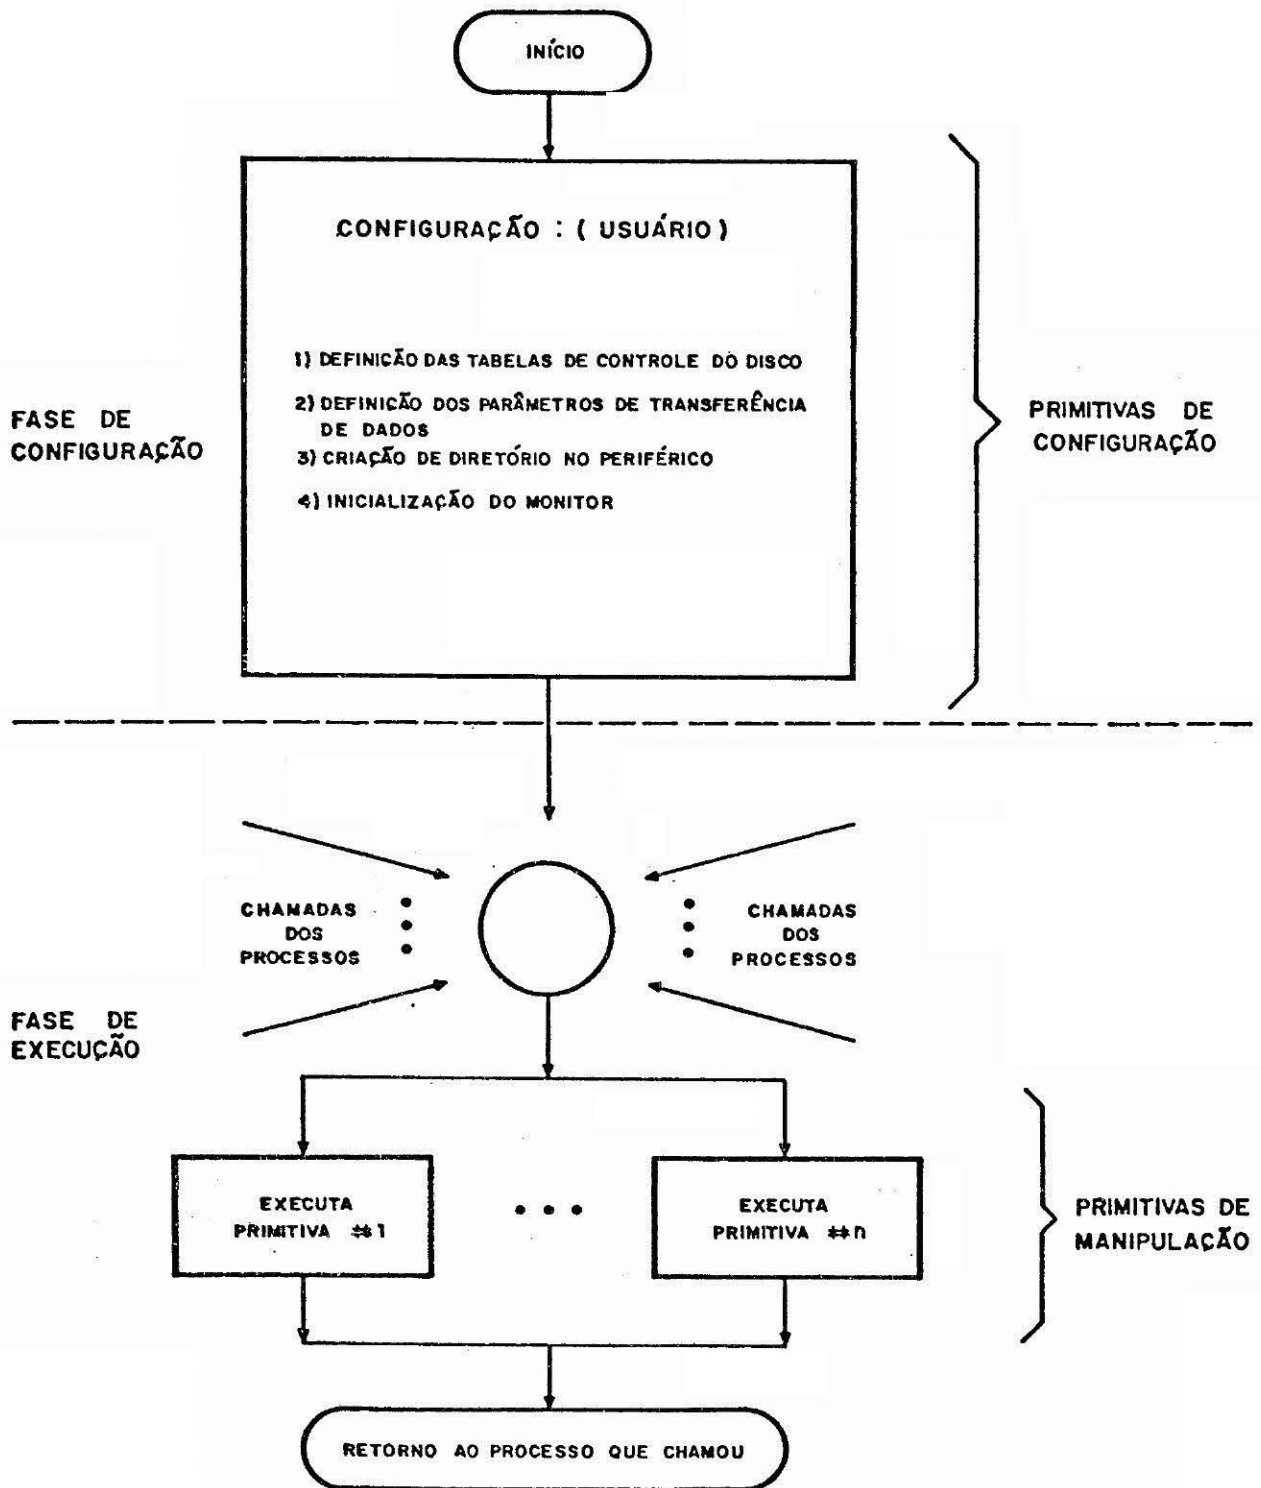 INÍCIO
CONFIGURAÇÃO : ( USUÁRIO )
1) DEFINIÇÃO DAS TABELAS DE CONTROLE DO DISCO
2) DEFINIÇÃO DOS PARÂMETROS DE TRANSFERÊNCIA
DE DADOS
3) CRIAÇÃO DE DIRETÓRIO NO PERIFÉRICO
4) INICIALIZAÇÃO DO MONITOR
FASE DE
CONFIGURAÇÃO
PRIMITIVAS DE
CONFIGURAÇÃO
CHAMADAS
DOS
PROCESSOS
CHAMADAS
DOS
PROCESSOS
FASE DE
EXECUÇÃO
EXECUTA
PRIMITIVA #1
EXECUTA
PRIMITIVA #n
PRIMITIVAS DE
MANIPULAÇÃO
RETORNO AO PROCESSO QUE CHAMOU